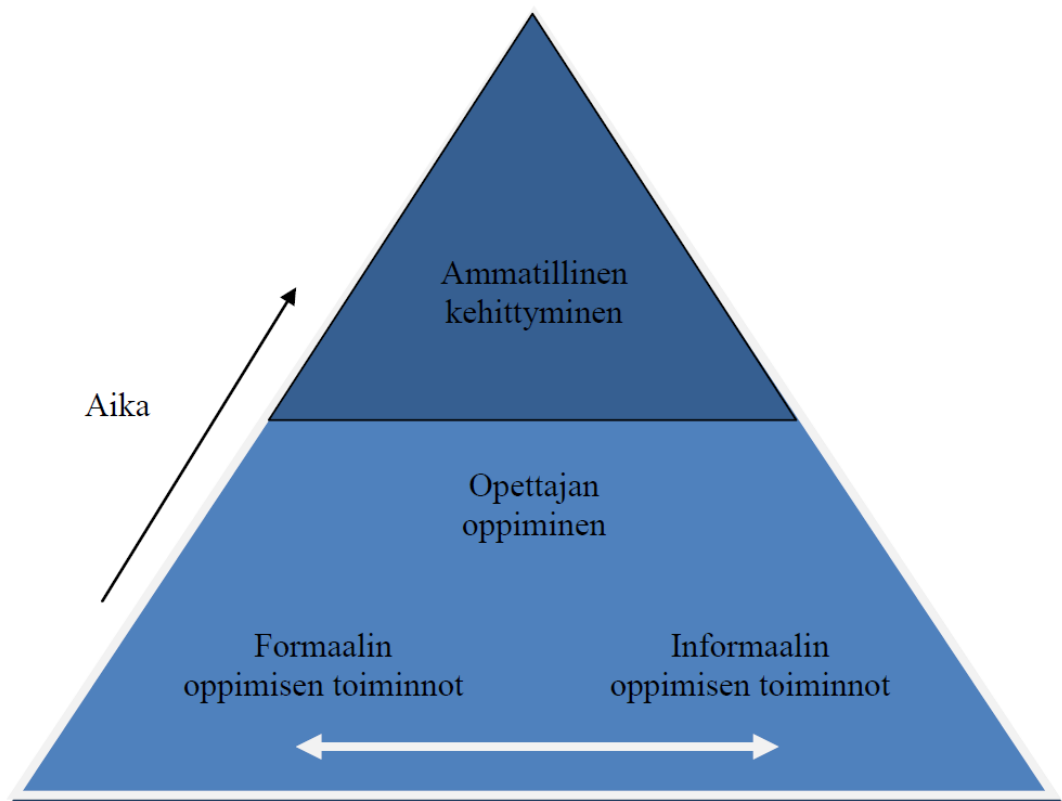 Ammatillinen
kehittyminen
Aika
Opettajan
oppiminen
Formaalin
oppimisen toiminnot
Informaalin
oppimisen toiminnot